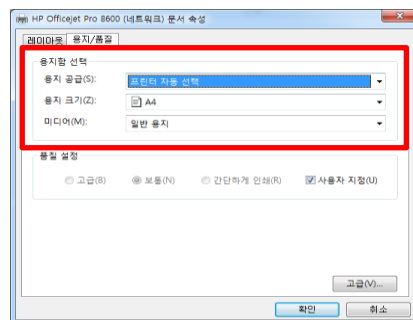 HP Officejet Pro 8600 (네트워크) 문서 속성
레이아웃 용지/품질
용지함 선택
용지 공급(S): 프린터 자동 선택
용지 크기(Z): A4
미디어(M): 일반 용지
품질 설정
고급(B) 보통(N) 간단하게 인쇄(R) 사용자 지정(U)
고급(V)...
확인 취소